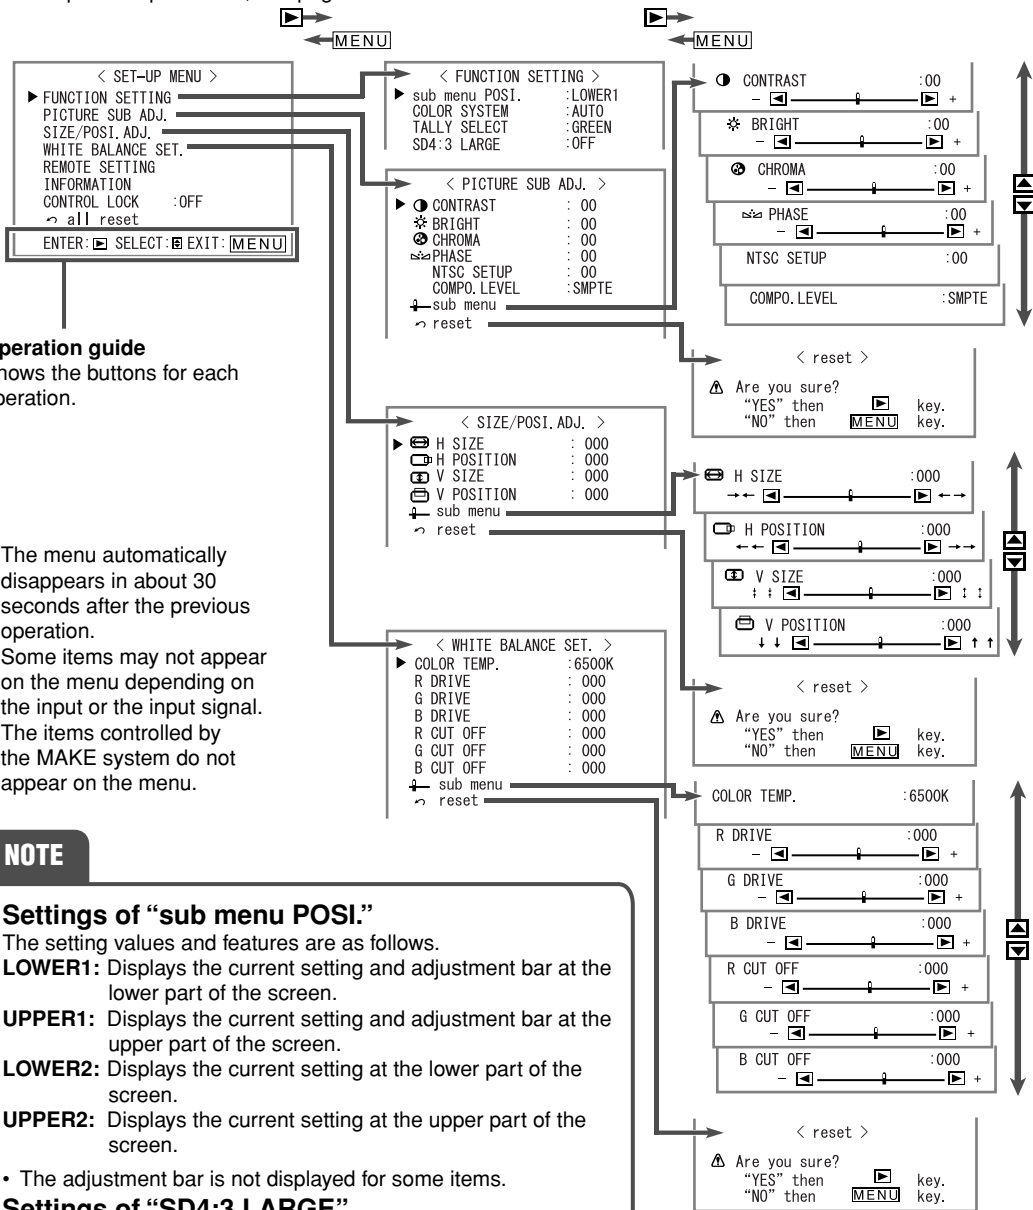 MENU
MENU
< SET-UP MENU >
FUNCTION SETTING
PICTURE SUB ADJ.
SIZE/POSI. ADJ.
WHITE BALANCE SET.
REMOTE SETTING
INFORMATION
CONTROL LOCK :OFF
all reset
ENTER: SELECT: EXIT: MENU
peration guide
hows the buttons for each
peration.
The menu automatically
disappears in about 30
seconds after the previous
operation.
Some items may not appear
on the menu depending on
the input or the input signal.
The items controlled by
the MAKE system do not
appear on the menu.
< FUNCTION SETTING >
sub menu POSI. :LOWER1
COLOR SYSTEM :AUTO
TALLY SELECT :GREEN
SD4:3 LARGE :OFF
< PICTURE SUB ADJ. >
CONTRAST : 00
BRIGHT : 00
CHROMA : 00
PHASE : 00
NTSC SETUP : 00
COMPO. LEVEL :SMPTE
sub menu
reset
< SIZE/POSI. ADJ. >
H SIZE : 000
H POSITION : 000
V SIZE : 000
V POSITION : 000
sub menu
reset
< WHITE BALANCE SET. >
COLOR TEMP. :6500K
R DRIVE : 000
G DRIVE : 000
B DRIVE : 000
R CUT OFF : 000
G CUT OFF : 000
B CUT OFF : 000
sub menu
reset
CONTRAST :00
- +
BRIGHT :00
- +
CHROMA :00
- +
PHASE :00
- +
NTSC SETUP :00
COMPO. LEVEL :SMPTE
< reset >
Are you sure?
“YES” then key.
“NO” then MENU key.
H SIZE :000
→← ←→
H POSITION :000
←← →→
V SIZE :000
V POSITION :000
↓↓ ↑↑
< reset >
Are you sure?
“YES” then key.
“NO” then MENU key.
COLOR TEMP. :6500K
R DRIVE :000
- +
G DRIVE :000
- +
B DRIVE :000
- +
R CUT OFF :000
- +
G CUT OFF :000
- +
B CUT OFF :000
- +
< reset >
Are you sure?
“YES” then key.
“NO” then MENU key.
NOTE
Settings of “sub menu POSI.”
The setting values and features are as follows.
LOWER1: Displays the current setting and adjustment bar at the
lower part of the screen.
UPPER1: Displays the current setting and adjustment bar at the
upper part of the screen.
LOWER2: Displays the current setting at the lower part of the
screen.
UPPER2: Displays the current setting at the upper part of the
screen.
• The adjustment bar is not displayed for some items.
Settings of “SD4:3 LARGE”